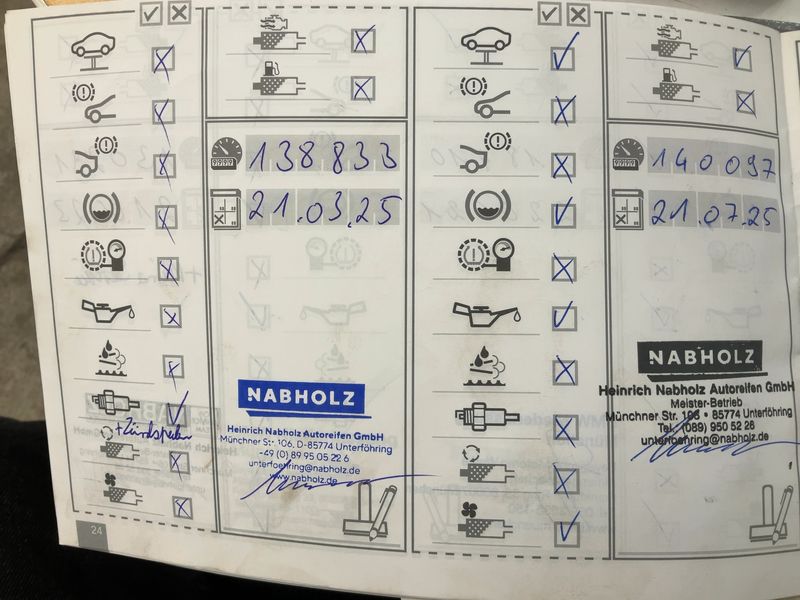 138833
21.03.25
+Zündspulen
NABHOLZ
Heinrich Nabholz Autoreifen GmbH
Münchner Str. 106, D-85774 Unterföhring
+49 (0) 89 95 05 22 6
unterfoehring@nabholz.de
www.nabholz.de
24
140097
21.07.25
NABHOLZ
Heinrich Nabholz Autoreifen GmbH
Meister-Betrieb
Münchner Str. 106 • 85774 Unterföhring
Tel. (089) 950 52 26
unterfoehring@nabholz.de